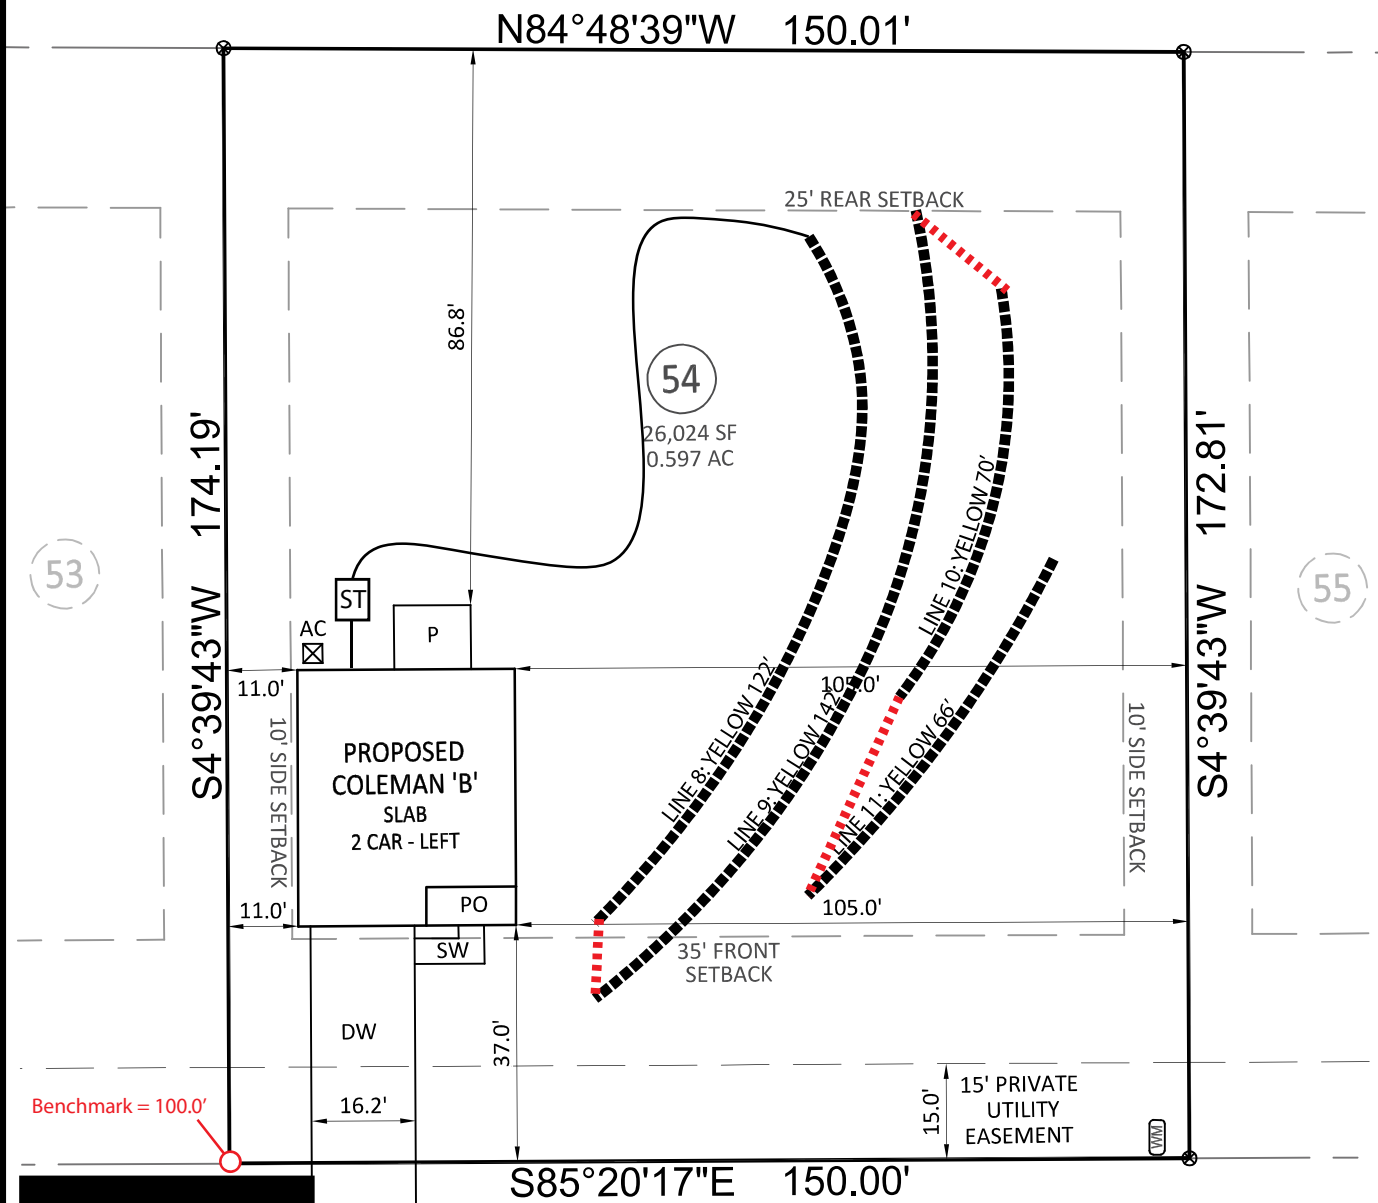 N84°48'39"W 150.01'
25' REAR SETBACK
86.8'
54
26,024 SF
0.597 AC
S4°39'43"W 174.19'
S4°39'43"W 172.81'
53
55
LINE 10: YELLOW 70'
ST
AC
P
11.0'
105.0'
LINE 8: YELLOW 122'
LINE 9: YELLOW 142'
LINE 11: YELLOW 66'
10' SIDE SETBACK
10' SIDE SETBACK
PROPOSED
COLEMAN 'B'
SLAB
2 CAR - LEFT
11.0'
PO
105.0'
SW
35' FRONT
SETBACK
DW
37.0'
Benchmark = 100.0'
16.2'
15.0'
15' PRIVATE
UTILITY
EASEMENT
WM
S85°20'17"E 150.00'